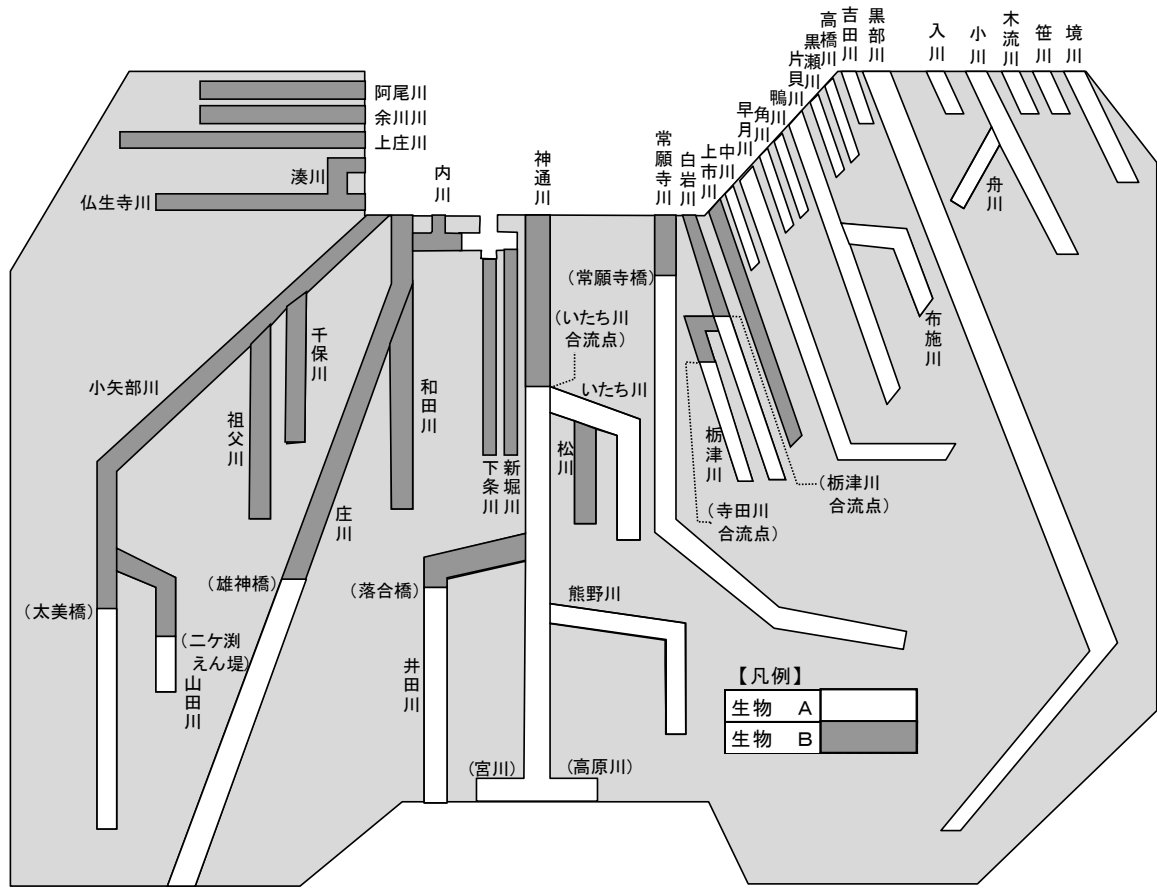 阿尾川
余川川
上庄川
湊川
仏生寺川
内川
神通川
常願寺川
白岩川
上市川
中川
早月川
角川
鴨川
片貝川
黒瀬川
高橋川
吉田川
黒部川
入川
小川
木流川
笹川
境川
舟川
布施川
(常願寺橋)
(いたち川
合流点)
いたち川
千保川
小矢部川
祖父川
和田川
庄川
下条川
新堀川
松川
栃津川
(栃津川
合流点)
(寺田川
合流点)
(太美橋)
(雄神橋)
(落合橋)
(二ケ渕
えん堤)
山田川
井田川
熊野川
(宮川)
(高原川)
【凡例】
生物 A
生物 B